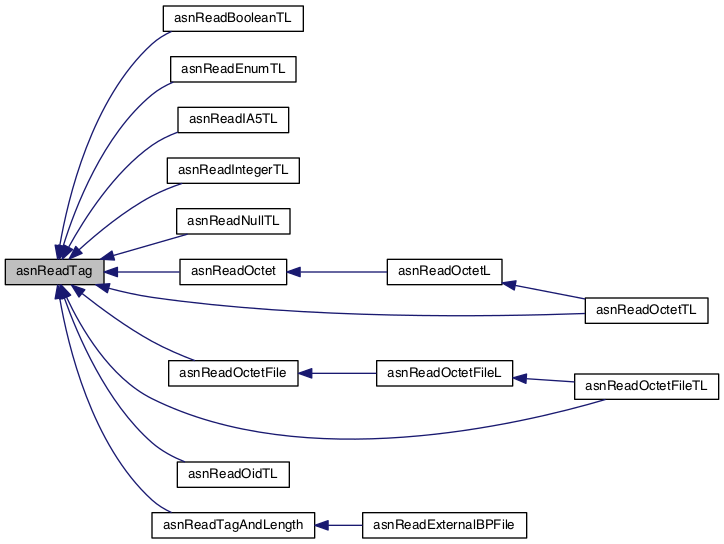 asnReadBooleanTL
asnReadEnumTL
asnReadIA5TL
asnReadIntegerTL
asnReadNullTL
asnReadTag
asnReadOctet
asnReadOctetL
asnReadOctetTL
asnReadOctetFile
asnReadOctetFileL
asnReadOctetFileTL
asnReadOidTL
asnReadTagAndLength
asnReadExternalBPFile